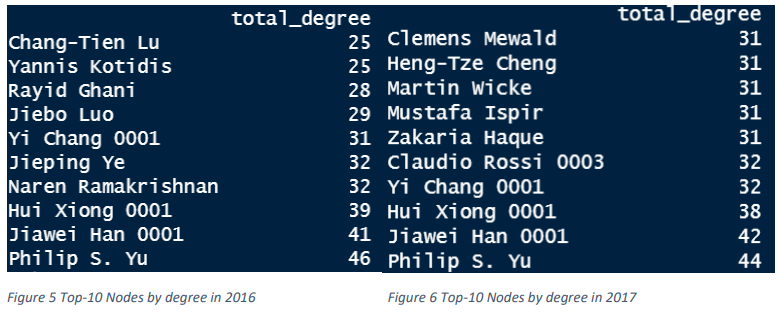 total_degree
Chang-Tien Lu 25
Yannis Kotidis 25
Rayid Ghani 28
Jiebo Luo 29
Yi Chang 0001 31
Jieping Ye 32
Naren Ramakrishnan 32
Hui Xiong 0001 39
Jiawei Han 0001 41
Philip S. Yu 46
Figure 5 Top-10 Nodes by degree in 2016
total_degree
Clemens Mewald 31
Heng-Tze Cheng 31
Martin Wicke 31
Mustafa Ispir 31
Zakaria Haque 31
Claudio Rossi 0003 32
Yi Chang 0001 32
Hui Xiong 0001 38
Jiawei Han 0001 42
Philip S. Yu 44
Figure 6 Top-10 Nodes by degree in 2017